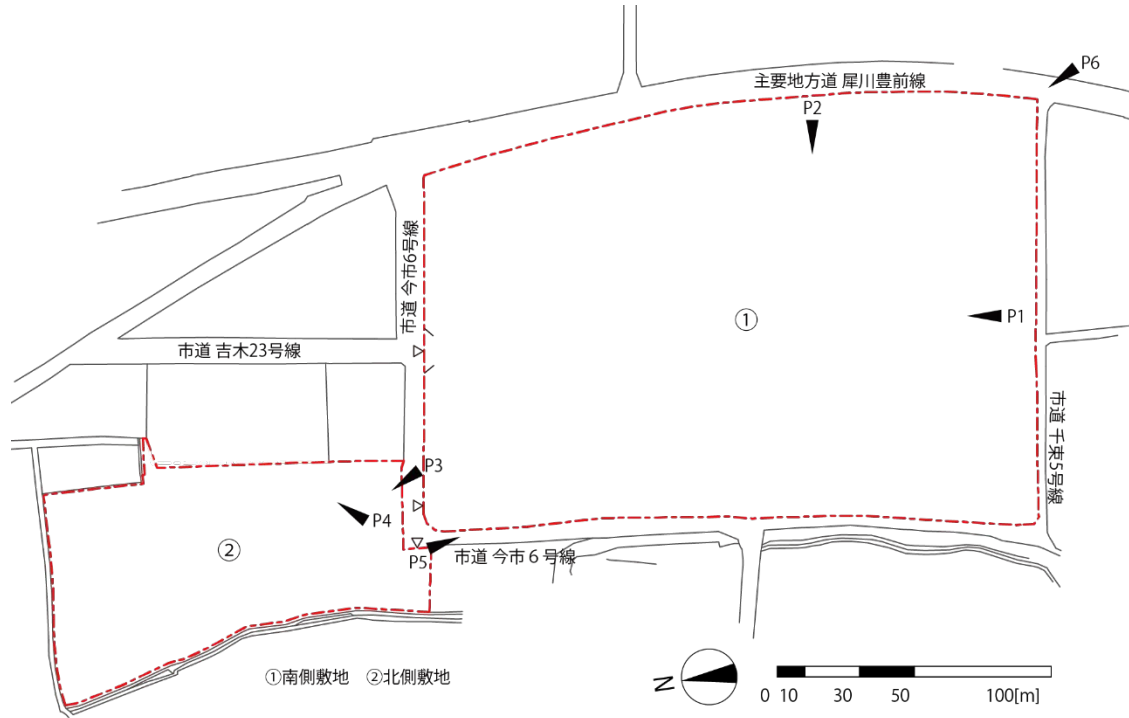 P6
主要地方道 犀川豊前線
P2
市道 今市6号線
①
P1
市道 吉木23号線
市道 千束5号線
P3
P4
②
P5
市道 今市６号線
①南側敷地 ②北側敷地
N
0 10 30 50 100[m]